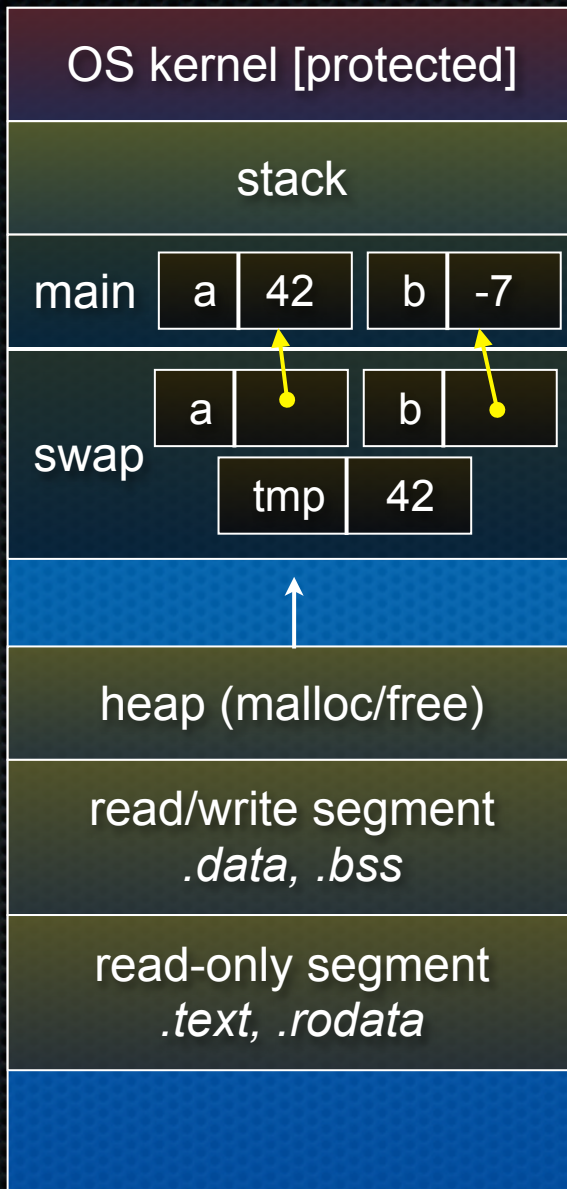 OS kernel [protected]
stack
main a 42 b -7
a b
swap
tmp 42
heap (malloc/free)
read/write segment
.data, .bss
read-only segment
.text, .rodata